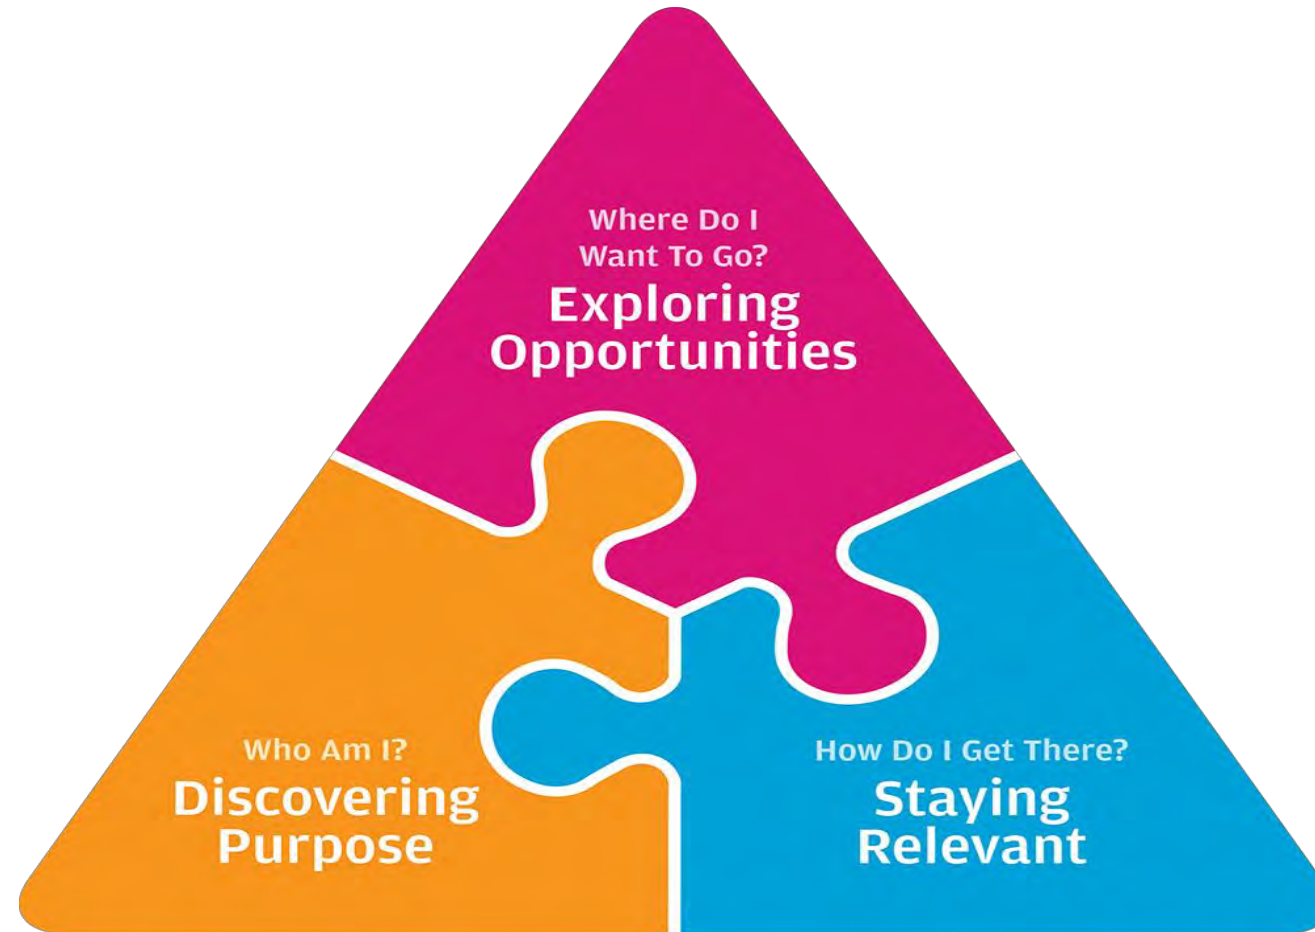 Where Do I
Want To Go?
Exploring
Opportunities
Who Am I?
Discovering
Purpose
How Do I Get There?
Staying
Relevant